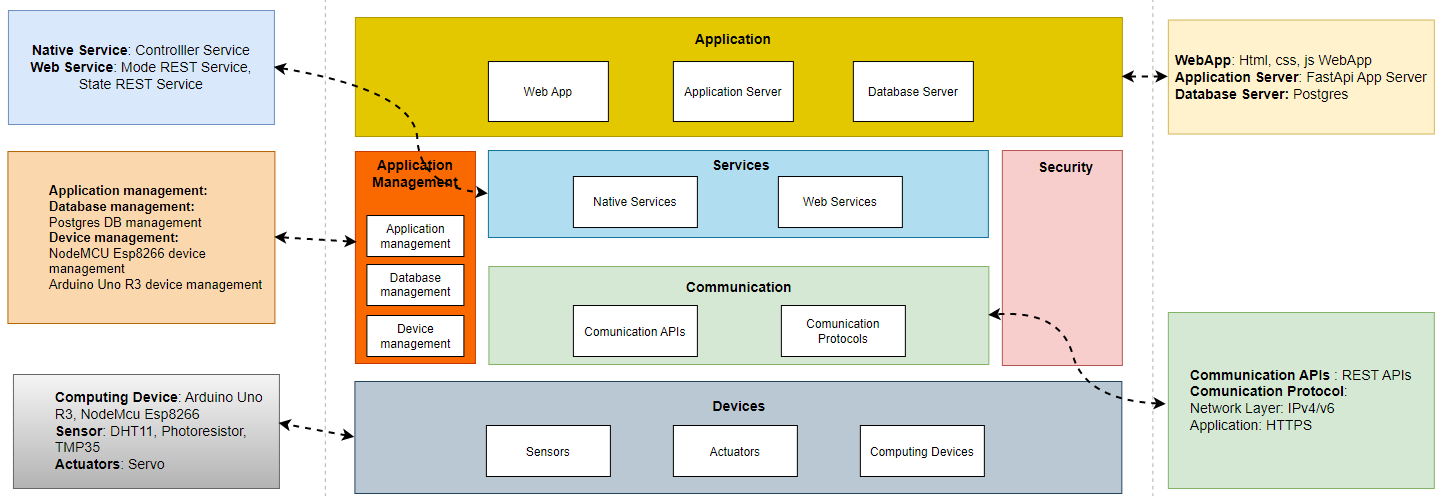 Native Service: Controlller Service
Web Service: Mode REST Service,
State REST Service
Application management:
Database management:
Postgres DB management
Device management:
NodeMCU Esp8266 device
management
Arduino Uno R3 device management
Computing Device: Arduino Uno
R3, NodeMcu Esp8266
Sensor: DHT11, Photoresistor,
TMP35
Actuators: Servo
Application
Web App
Application Server
Database Server
Application
Management
Application
management
Database
management
Device
management
Services
Native Services
Web Services
Communication
Comunication APIs
Comunication
Protocols
Security
Devices
Sensors
Actuators
Computing Devices
WebApp: Html, css, js WebApp
Application Server: FastApi App Server
Database Server: Postgres
Communication APIs : REST APIs
Comunication Protocol:
Network Layer: IPv4/v6
Application: HTTPS